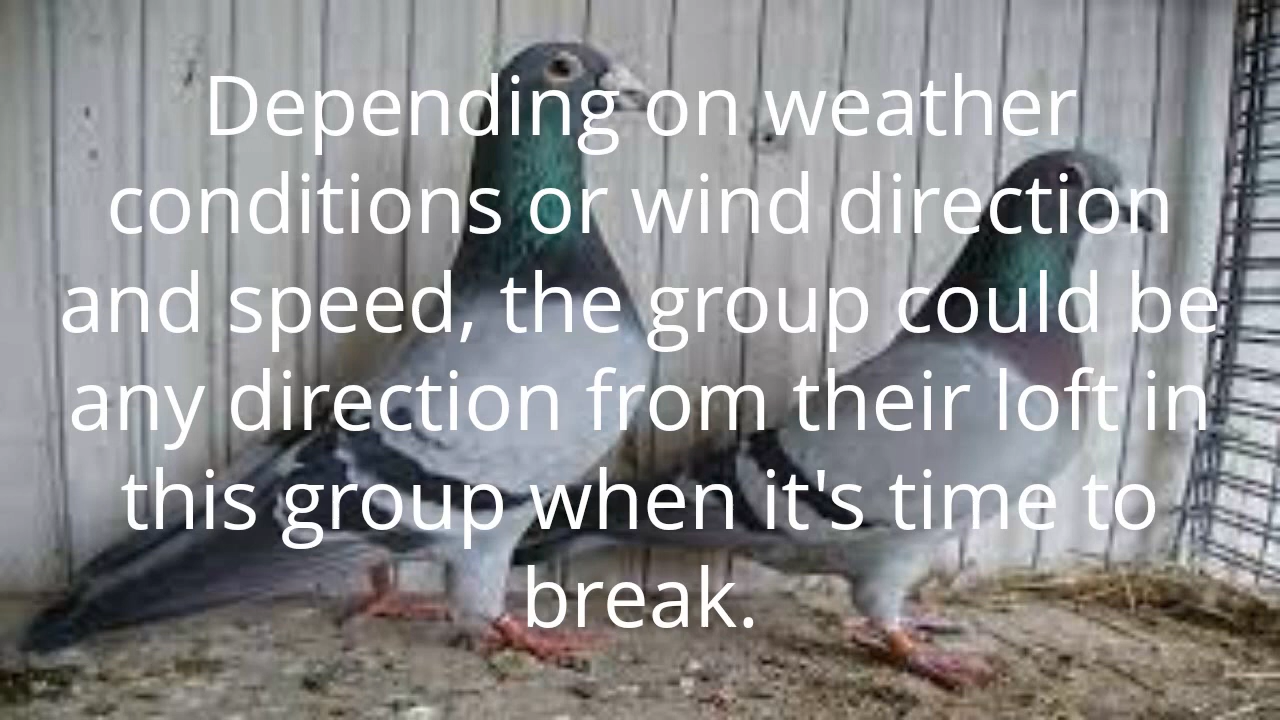 Depending on weather
conditions or wind direction
and speed, the group could be
any direction from their loft in
this group when it's time to
break.